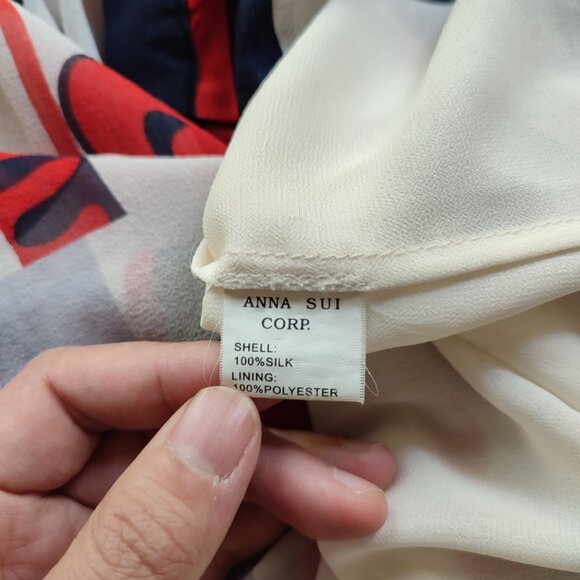 ANNA SUI
CORP.
SHELL:
100%SILK
LINING:
100%POLYESTER